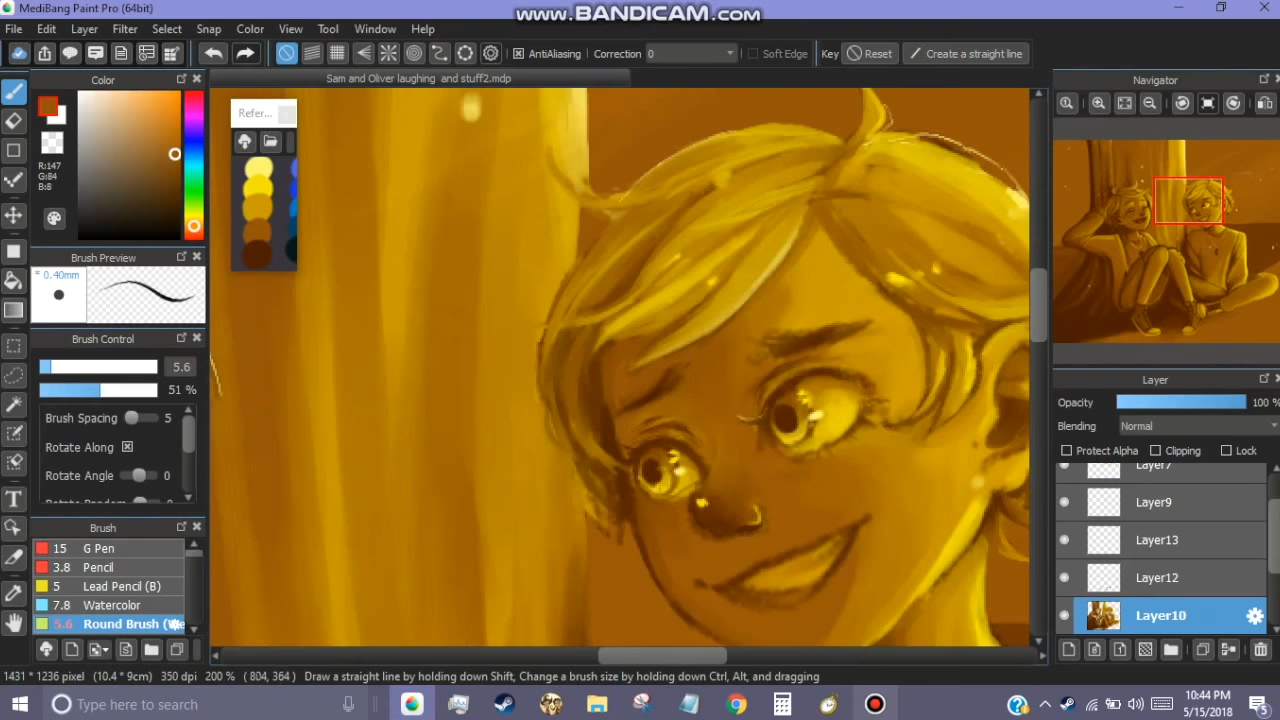 MediBang Paint Pro (64bit)
www.BANDICAM.com
File Edit Layer Filter Select Snap Color View Tool Window Help
AntiAliasing Correction 0 Soft Edge Key Reset Create a straight line
Color
Sam and Oliver laughing and stuff2.mdp
Navigator
Refer...
R:147
G:84
B:8
Brush Preview
* 0.40mm
Brush Control
5.6
51 %
Brush Spacing 5
Rotate Along
Rotate Angle 0
Brush
15 G Pen
3.8 Pencil
5 Lead Pencil (B)
7.8 Watercolor
5.6 Round Brush
Layer
Opacity 100 %
Blending Normal
Protect Alpha Clipping Lock
Layer7
Layer9
Layer13
Layer12
Layer10
1431 * 1236 pixel (10.4 * 9cm) 350 dpi 200 % ( 804, 364 ) Draw a straight line by holding down Shift, Change a brush size by holding down Ctrl, Alt, and dragging
Type here to search
10:44 PM
5/15/2018
5